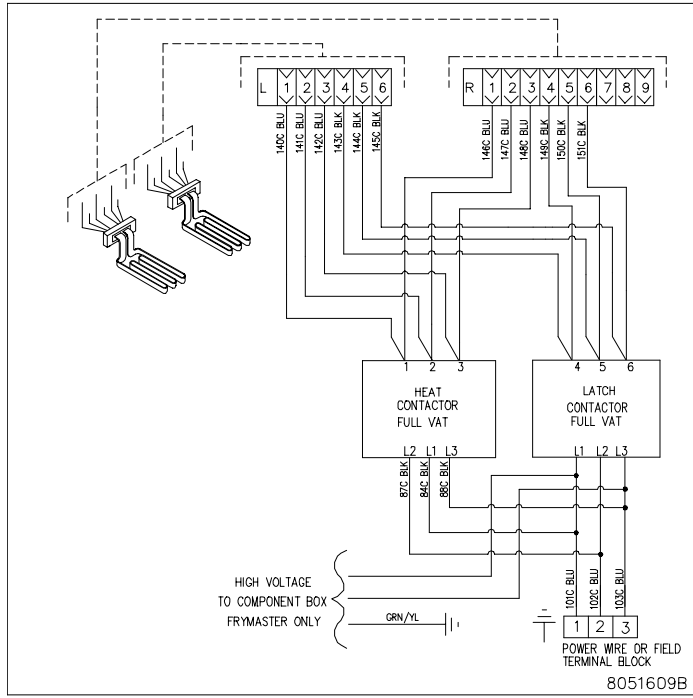 L 1 2 3 4 5 6
R 1 2 3 4 5 6 7 8 9
140C BLU
141C BLU
142C BLU
143C BLK
144C BLK
145C BLK
146C BLU
147C BLU
148C BLU
149C BLK
150C BLK
151C BLK
1 2 3
HEAT
CONTACTOR
FULL VAT
L2 L1 L3
4 5 6
LATCH
CONTACTOR
FULL VAT
L1 L2 L3
87C BLK
84C BLK
88C BLK
HIGH VOLTAGE
TO COMPONENT BOX
FRYMASTER ONLY
GRN/YL
101C BLU
102C BLU
103C BLU
1 2 3
POWER WIRE OR FIELD
TERMINAL BLOCK
8051609B